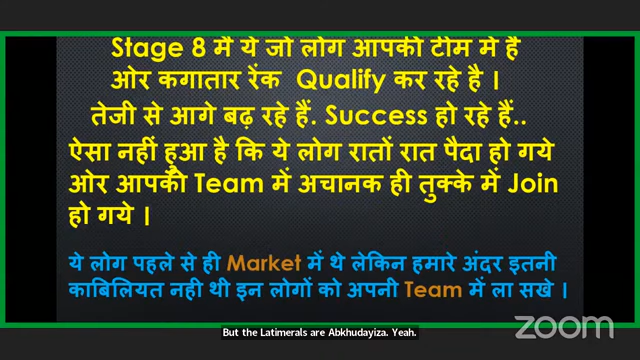 Stage 8 मैं ये जो लोग आपकी टीम में हैं
ओर कगातार रेंक Qualify कर रहे है ।
तेजी से आगे बढ़ रहे हैं. Success हो रहे हैं..
ऐसा नहीं हुआ है कि ये लोग रातों रात पैदा हो गये
ओर आपकी Team में अचानक ही तुक्के में Join
हो गये ।
ये लोग पहले से ही Market में थे लेकिन हमारे अंदर इतनी
काबिलियत नही थी इन लोगों को अपनी Team में ला सखे ।
zoom
But the Latimerals are Abkhudayiza. Yeah.